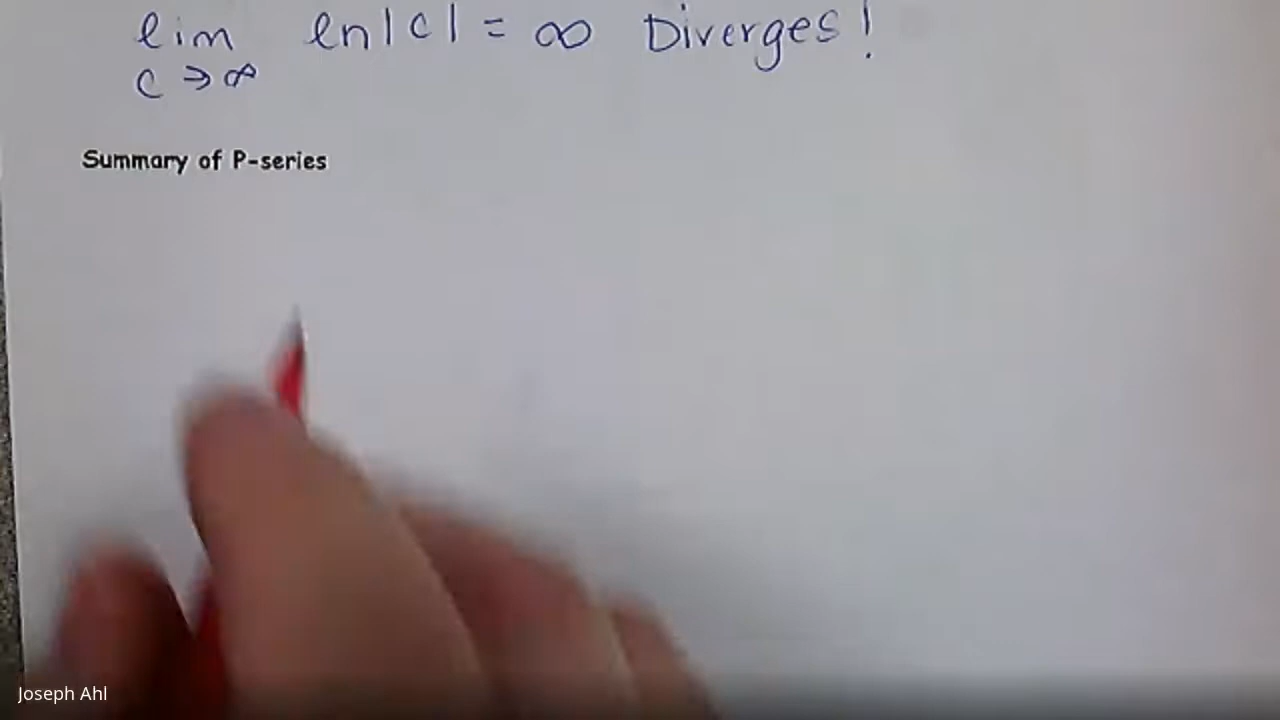 lim ln|c| = ∞ Diverges!
c→∞
Summary of P-series
Joseph Ahl